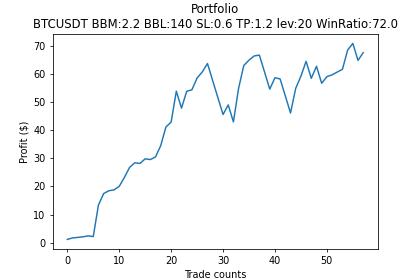 Portfolio
BTCUSDT BBM:2.2 BBL:140 SL:0.6 TP:1.2 lev:20 WinRatio:72.0
70
60
50
40
30
20
10
0
Profit ($)
0 10 20 30 40 50
Trade counts